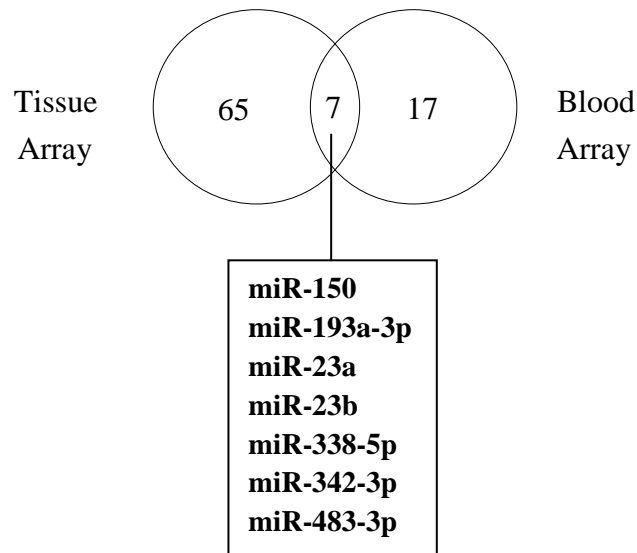 Tissue
Array
65
7
17
Blood
Array
miR-150
miR-193a-3p
miR-23a
miR-23b
miR-338-5p
miR-342-3p
miR-483-3p